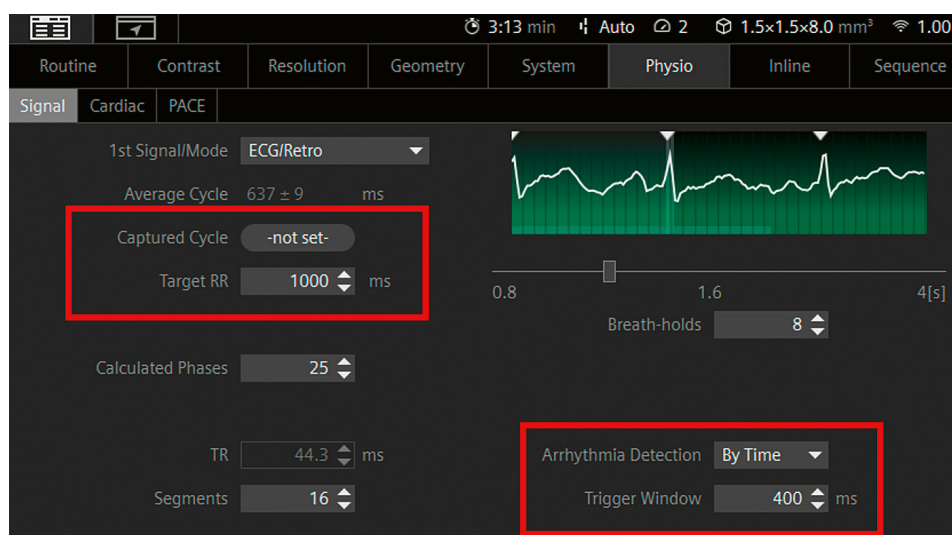 3:13 min Auto 2 1.5×1.5×8.0 mm³ 1.00
Routine Contrast Resolution Geometry System Physio Inline Sequence
Signal Cardiac PACE
1st Signal/Mode ECG/Retro
Average Cycle 637 ± 9 ms
Captured Cycle -not set-
Target RR 1000 ms
0.8 1.6 4[s]
Breath-holds 8
Calculated Phases 25
TR 44.3 ms
Arrhythmia Detection By Time
Segments 16
Trigger Window 400 ms